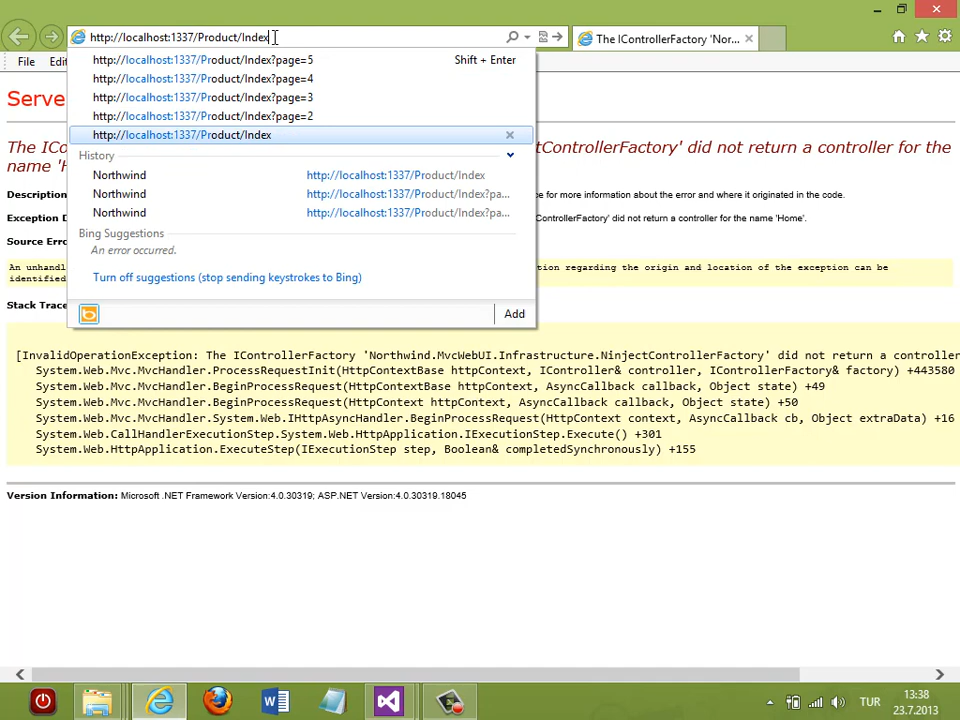 http://localhost:1337/Product/Index
The IControllerFactory 'Nor...
File Edit
http://localhost:1337/Product/Index?page=5 Shift + Enter
http://localhost:1337/Product/Index?page=4
http://localhost:1337/Product/Index?page=3
http://localhost:1337/Product/Index?page=2
http://localhost:1337/Product/Index
History
Northwind http://localhost:1337/Product/Index
Northwind http://localhost:1337/Product/Index?pa...
Northwind http://localhost:1337/Product/Index?pa...
Bing Suggestions
An error occurred.
Turn off suggestions (stop sending keystrokes to Bing)
Add
Serve
The ICo ctControllerFactory' did not return a controller for the
name 'H
Description ce for more information about the error and where it originated in the code.
Exception D ControllerFactory' did not return a controller for the name 'Home'.
Source Erro
An unhandl tion regarding the origin and location of the exception can be
identified
Stack Trace
[InvalidOperationException: The IControllerFactory 'Northwind.MvcWebUI.Infrastructure.NinjectControllerFactory' did not return a controller
System.Web.Mvc.MvcHandler.ProcessRequestInit(HttpContextBase httpContext, IController& controller, IControllerFactory& factory) +443580
System.Web.Mvc.MvcHandler.BeginProcessRequest(HttpContextBase httpContext, AsyncCallback callback, Object state) +49
System.Web.Mvc.MvcHandler.BeginProcessRequest(HttpContext httpContext, AsyncCallback callback, Object state) +50
System.Web.Mvc.MvcHandler.System.Web.IHttpAsyncHandler.BeginProcessRequest(HttpContext context, AsyncCallback cb, Object extraData) +16
System.Web.CallHandlerExecutionStep.System.Web.HttpApplication.IExecutionStep.Execute() +301
System.Web.HttpApplication.ExecuteStep(IExecutionStep step, Boolean& completedSynchronously) +155
Version Information: Microsoft .NET Framework Version:4.0.30319; ASP.NET Version:4.0.30319.18045
TUR
13:38
23.7.2013